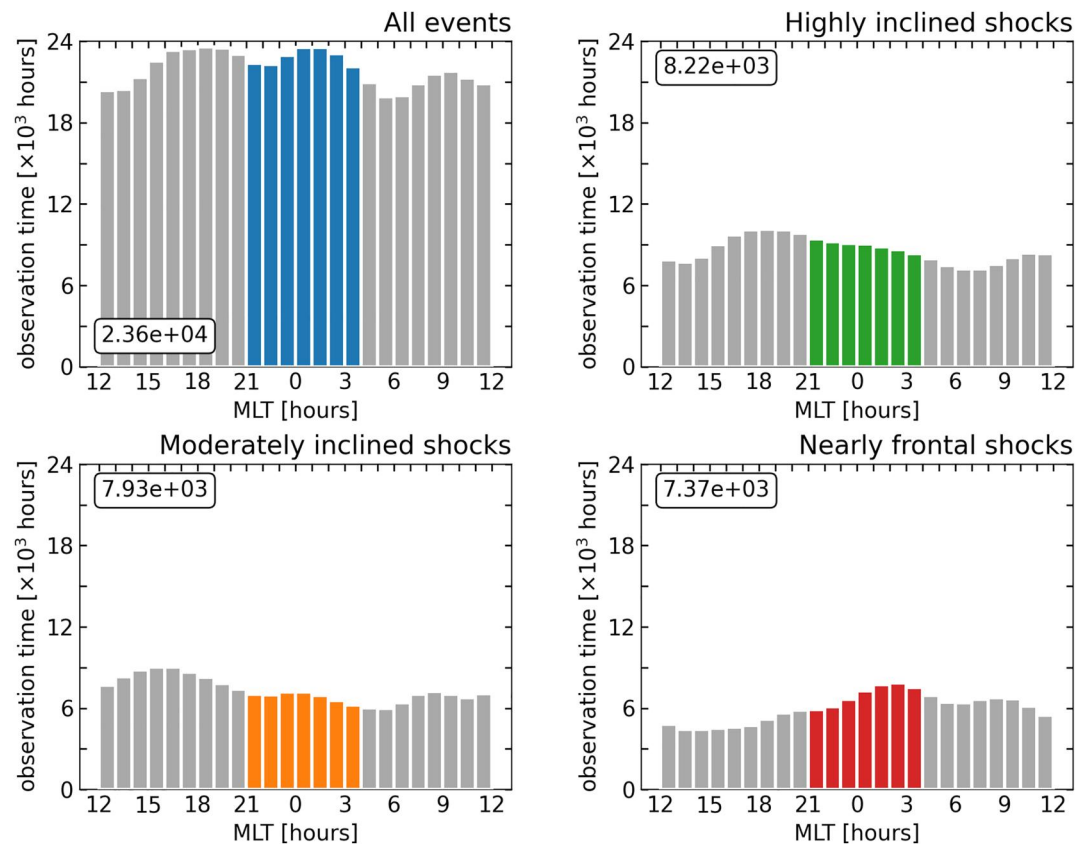 All events
24
18
12
6
0
observation time [×10³ hours]
2.36e+04
12 15 18 21 0 3 6 9 12
MLT [hours]
Highly inclined shocks
24
18
12
6
0
observation time [×10³ hours]
8.22e+03
12 15 18 21 0 3 6 9 12
MLT [hours]
Moderately inclined shocks
24
18
12
6
0
observation time [×10³ hours]
7.93e+03
12 15 18 21 0 3 6 9 12
MLT [hours]
Nearly frontal shocks
24
18
12
6
0
observation time [×10³ hours]
7.37e+03
12 15 18 21 0 3 6 9 12
MLT [hours]